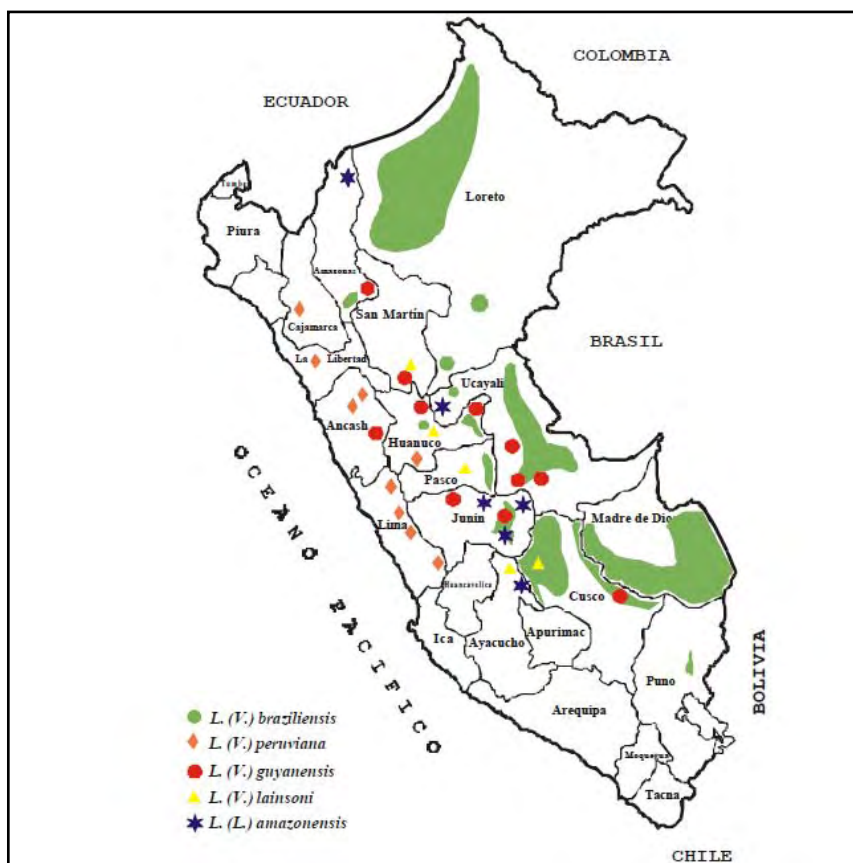 COLOMBIA
ECUADOR
Loreto
Piura
Amazonas
San Martín
Cajamarca
BRASIL
La Libertad
Ucayali
Ancash
Huanuco
Pasco
Junin
Madre de Dio
Lima
Huancavelica
Cusco
Ica
Ayacucho
Apurimac
Puno
Arequipa
Moquegua
Tacna
OCEANO PACIFICO
BOLIVIA
CHILE
L. (V.) braziliensis
L. (V.) peruviana
L. (V.) guyanensis
L. (V.) lainsoni
L. (L.) amazonensis